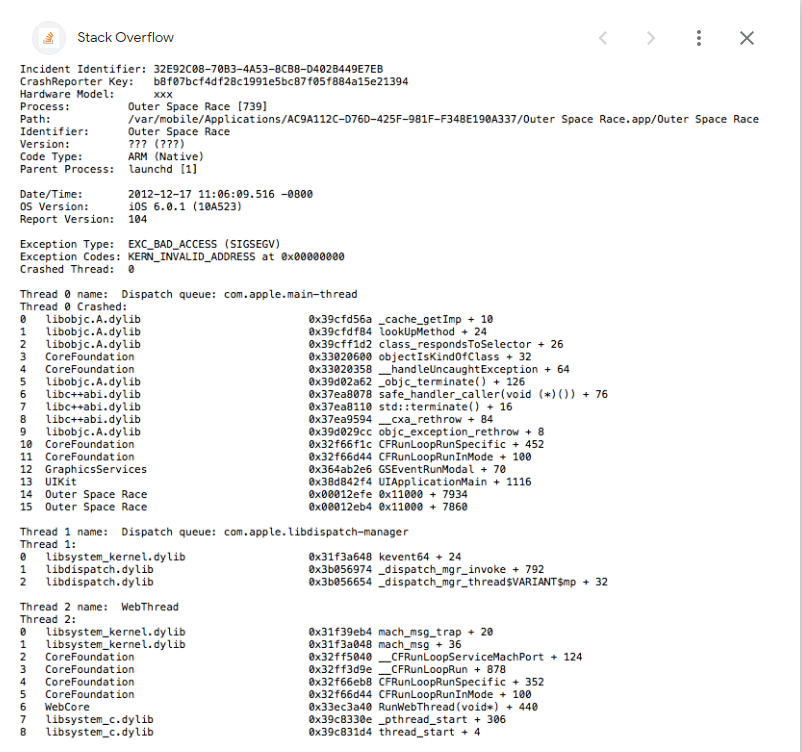 Stack Overflow
Incident Identifier: 32E92C08-70B3-4A53-8CB8-D402B449E7EB
CrashReporter Key: b8f07bcf4df28c1991e5bc87f05f884a15e21394
Hardware Model: xxx
Process: Outer Space Race [739]
Path: /var/mobile/Applications/AC9A112C-D76D-425F-981F-F348E190A337/Outer Space Race.app/Outer Space Race
Identifier: Outer Space Race
Version: ??? (???)
Code Type: ARM (Native)
Parent Process: launchd [1]
Date/Time: 2012-12-17 11:06:09.516 -0800
OS Version: iOS 6.0.1 (10A523)
Report Version: 104
Exception Type: EXC_BAD_ACCESS (SIGSEGV)
Exception Codes: KERN_INVALID_ADDRESS at 0x00000000
Crashed Thread: 0
Thread 0 name: Dispatch queue: com.apple.main-thread
Thread 0 Crashed:
0 libobjc.A.dylib 0x39cfd56a _cache_getImp + 10
1 libobjc.A.dylib 0x39cfdf84 lookUpMethod + 24
2 libobjc.A.dylib 0x39cff1d2 class_respondsToSelector + 26
3 CoreFoundation 0x33020600 objectIsKindOfClass + 32
4 CoreFoundation 0x33020358 __handleUncaughtException + 64
5 libobjc.A.dylib 0x39d02a62 _objc_terminate() + 126
6 libc++abi.dylib 0x37ea8078 safe_handler_caller(void (*)()) + 76
7 libc++abi.dylib 0x37ea8110 std::terminate() + 16
8 libc++abi.dylib 0x37ea9594 __cxa_rethrow + 84
9 libobjc.A.dylib 0x39d029cc objc_exception_rethrow + 8
10 CoreFoundation 0x32f66f1c CFRunLoopRunSpecific + 452
11 CoreFoundation 0x32f66d44 CFRunLoopRunInMode + 100
12 GraphicsServices 0x364ab2e6 GSEventRunModal + 70
13 UIKit 0x38d842f4 UIApplicationMain + 1116
14 Outer Space Race 0x00012efe 0x11000 + 7934
15 Outer Space Race 0x00012eb4 0x11000 + 7860
Thread 1 name: Dispatch queue: com.apple.libdispatch-manager
Thread 1:
0 libsystem_kernel.dylib 0x31f3a648 kevent64 + 24
1 libdispatch.dylib 0x3b056974 _dispatch_mgr_invoke + 792
2 libdispatch.dylib 0x3b056654 _dispatch_mgr_thread$VARIANT$mp + 32
Thread 2 name: WebThread
Thread 2:
0 libsystem_kernel.dylib 0x31f39eb4 mach_msg_trap + 20
1 libsystem_kernel.dylib 0x31f3a048 mach_msg + 36
2 CoreFoundation 0x32ff5040 __CFRunLoopServiceMachPort + 124
3 CoreFoundation 0x32ff3d9e __CFRunLoopRun + 878
4 CoreFoundation 0x32f66eb8 CFRunLoopRunSpecific + 352
5 CoreFoundation 0x32f66d44 CFRunLoopRunInMode + 100
6 WebCore 0x33ec3a40 RunWebThread(void*) + 440
7 libsystem_c.dylib 0x39c8330e _pthread_start + 306
8 libsystem_c.dylib 0x39c831d4 thread_start + 4